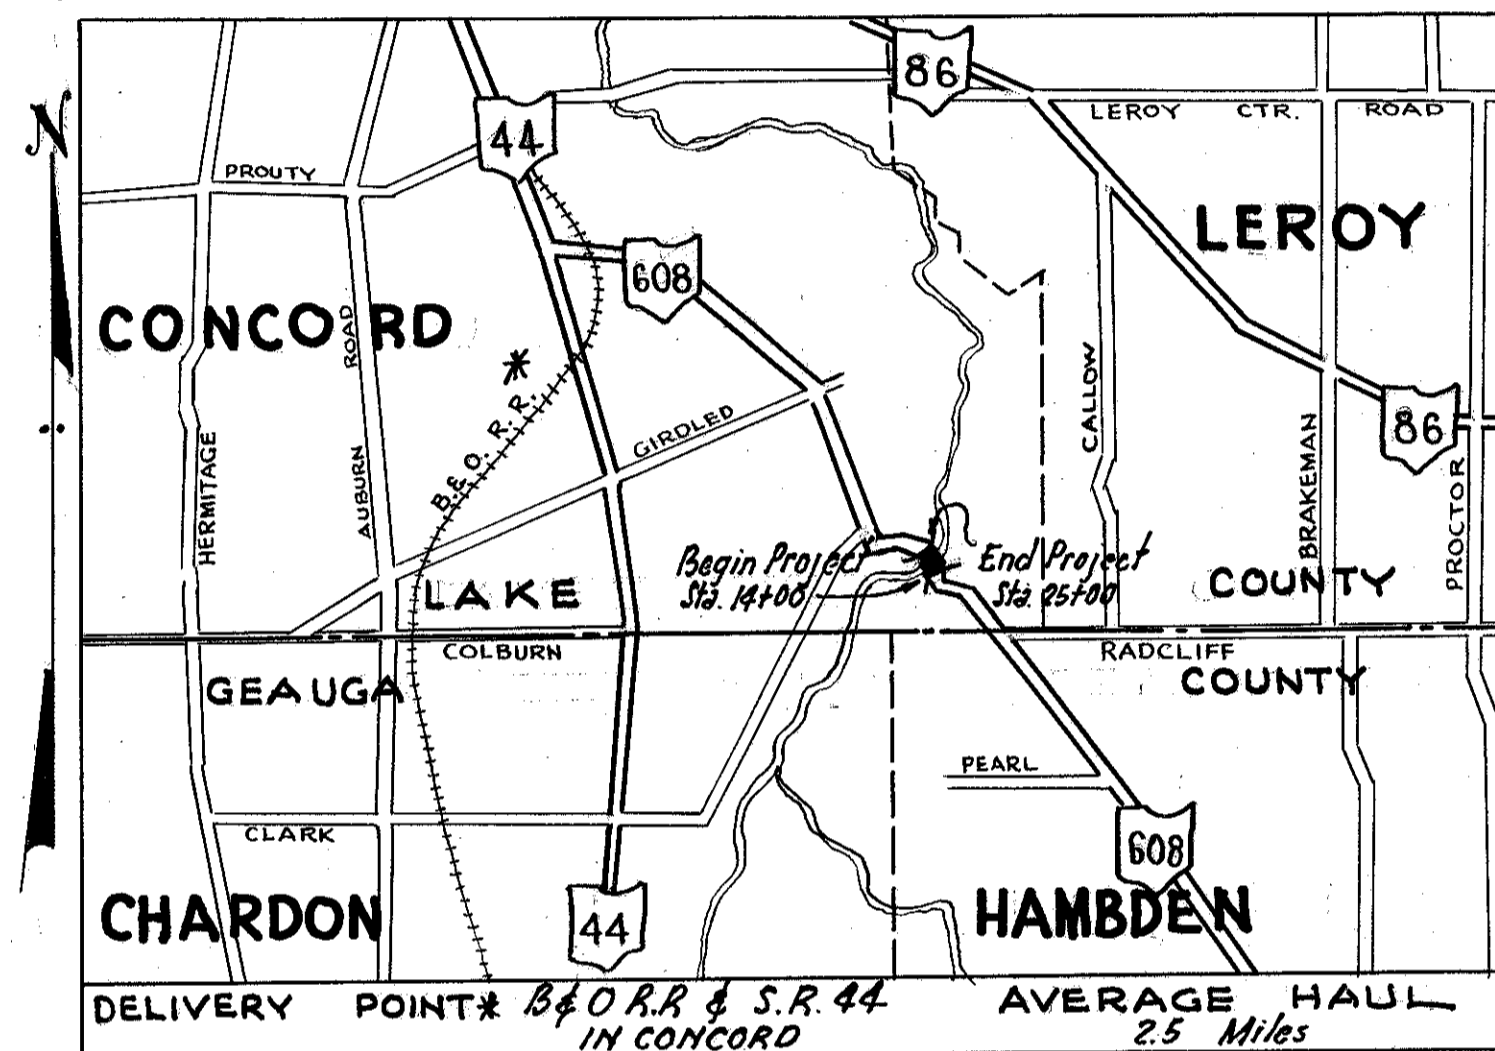 N
86
44
LEROY CTR. ROAD
PROUTY
LEROY
608
CONCORD
ROAD
*
CALLOW
86
B.&O. R.R.
GIRDLED
HERMITAGE
AUBURN
BRAKEMAN
PROCTOR
Begin Project
Sta. 14+00
End Project
Sta. 25+00
LAKE COUNTY
COLBURN
RADCLIFF
GEAUGA COUNTY
PEARL
CLARK
608
CHARDON
44
HAMBDEN
DELIVERY POINT* B&O R.R & S.R. 44
IN CONCORD
AVERAGE HAUL
2.5 Miles